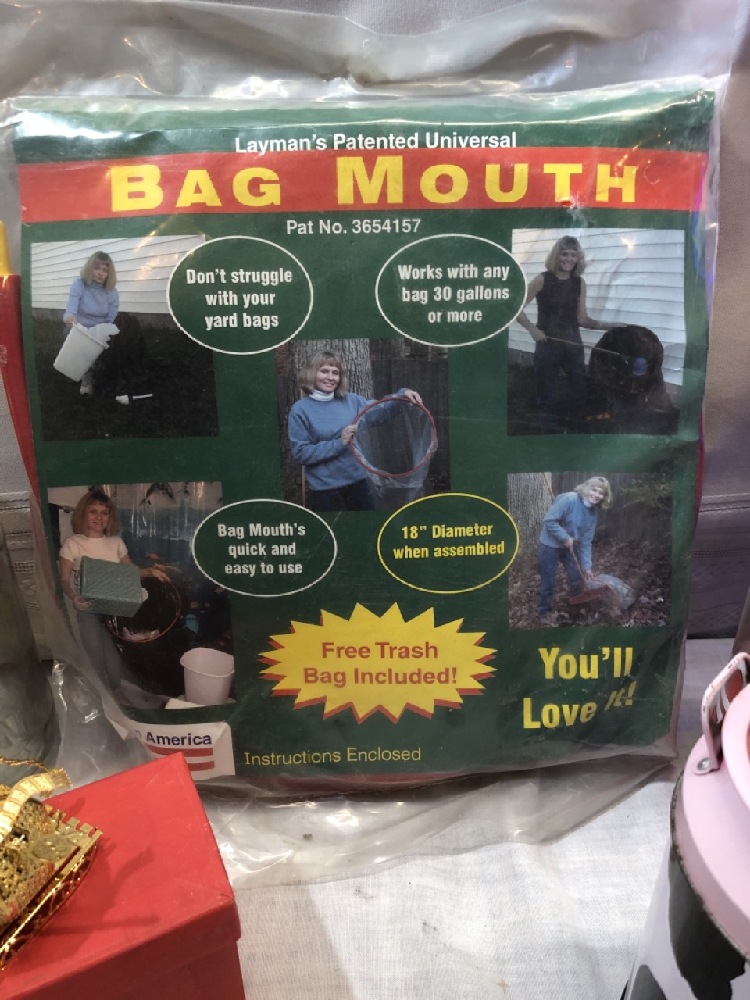 Layman's Patented Universal
BAG MOUTH
Pat No. 3654157
Don't struggle
with your
yard bags
Works with any
bag 30 gallons
or more
Bag Mouth's
quick and
easy to use
18" Diameter
when assembled
Free Trash
Bag Included!
You'll
Love it!
America
Instructions Enclosed